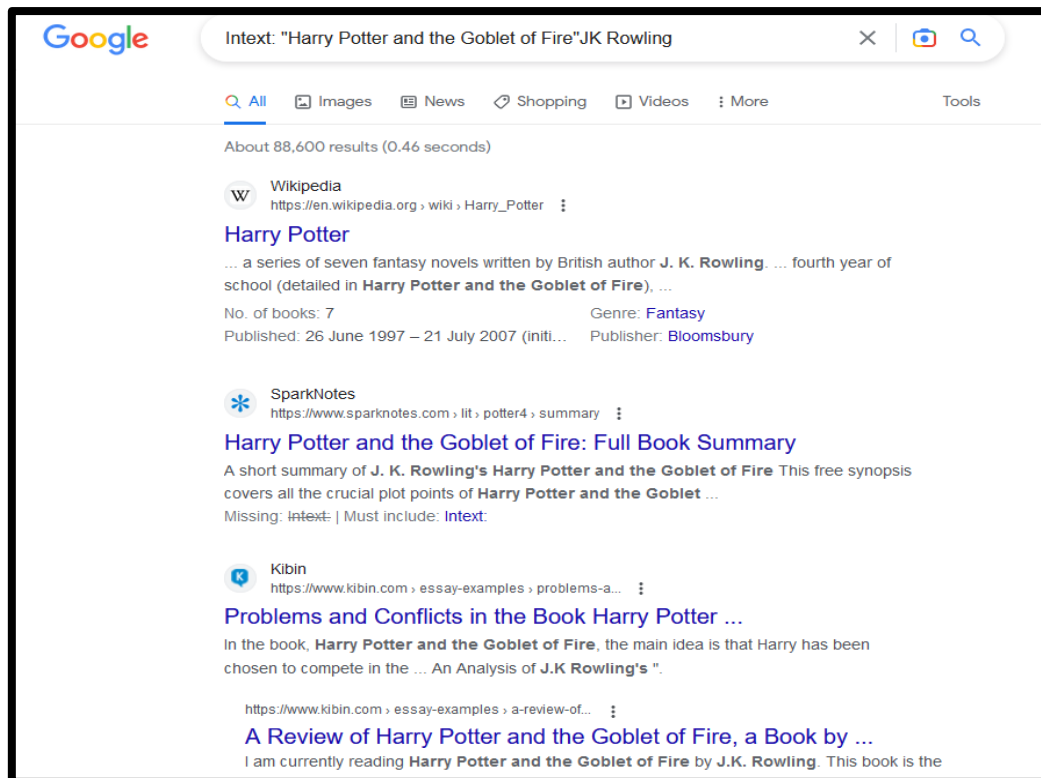 Google
Intext: "Harry Potter and the Goblet of Fire"JK Rowling
All Images News Shopping Videos More Tools
About 88,600 results (0.46 seconds)
W
Wikipedia
https://en.wikipedia.org › wiki › Harry_Potter
Harry Potter
... a series of seven fantasy novels written by British author J. K. Rowling. ... fourth year of
school (detailed in Harry Potter and the Goblet of Fire), ...
No. of books: 7 Genre: Fantasy
Published: 26 June 1997 – 21 July 2007 (initi... Publisher: Bloomsbury
SparkNotes
https://www.sparknotes.com › lit › potter4 › summary
Harry Potter and the Goblet of Fire: Full Book Summary
A short summary of J. K. Rowling's Harry Potter and the Goblet of Fire This free synopsis
covers all the crucial plot points of Harry Potter and the Goblet ...
Missing: Intext: | Must include: Intext:
K
Kibin
https://www.kibin.com › essay-examples › problems-a...
Problems and Conflicts in the Book Harry Potter ...
In the book, Harry Potter and the Goblet of Fire, the main idea is that Harry has been
chosen to compete in the ... An Analysis of J.K Rowling's ".
https://www.kibin.com › essay-examples › a-review-of...
A Review of Harry Potter and the Goblet of Fire, a Book by ...
I am currently reading Harry Potter and the Goblet of Fire by J.K. Rowling. This book is the